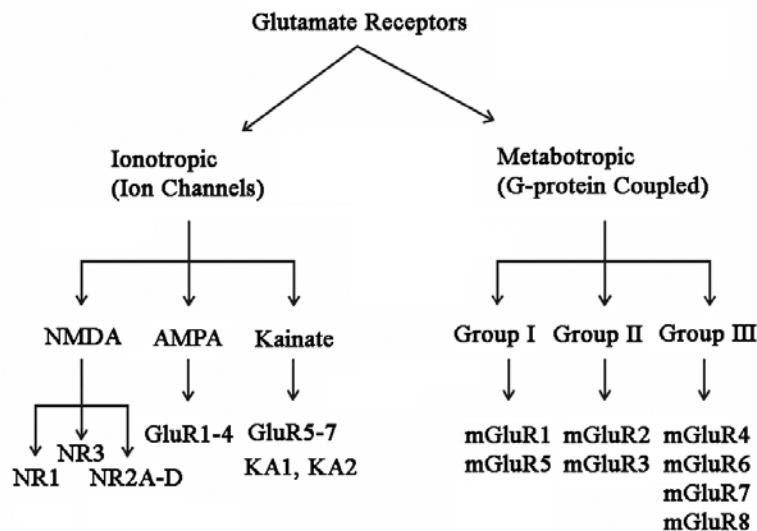 Glutamate Receptors
Ionotropic
(Ion Channels)
Metabotropic
(G-protein Coupled)
NMDA
AMPA
Kainate
Group I
Group II
Group III
NR1
NR3
NR2A-D
GluR1-4
GluR5-7
KA1, KA2
mGluR1
mGluR5
mGluR2
mGluR3
mGluR4
mGluR6
mGluR7
mGluR8